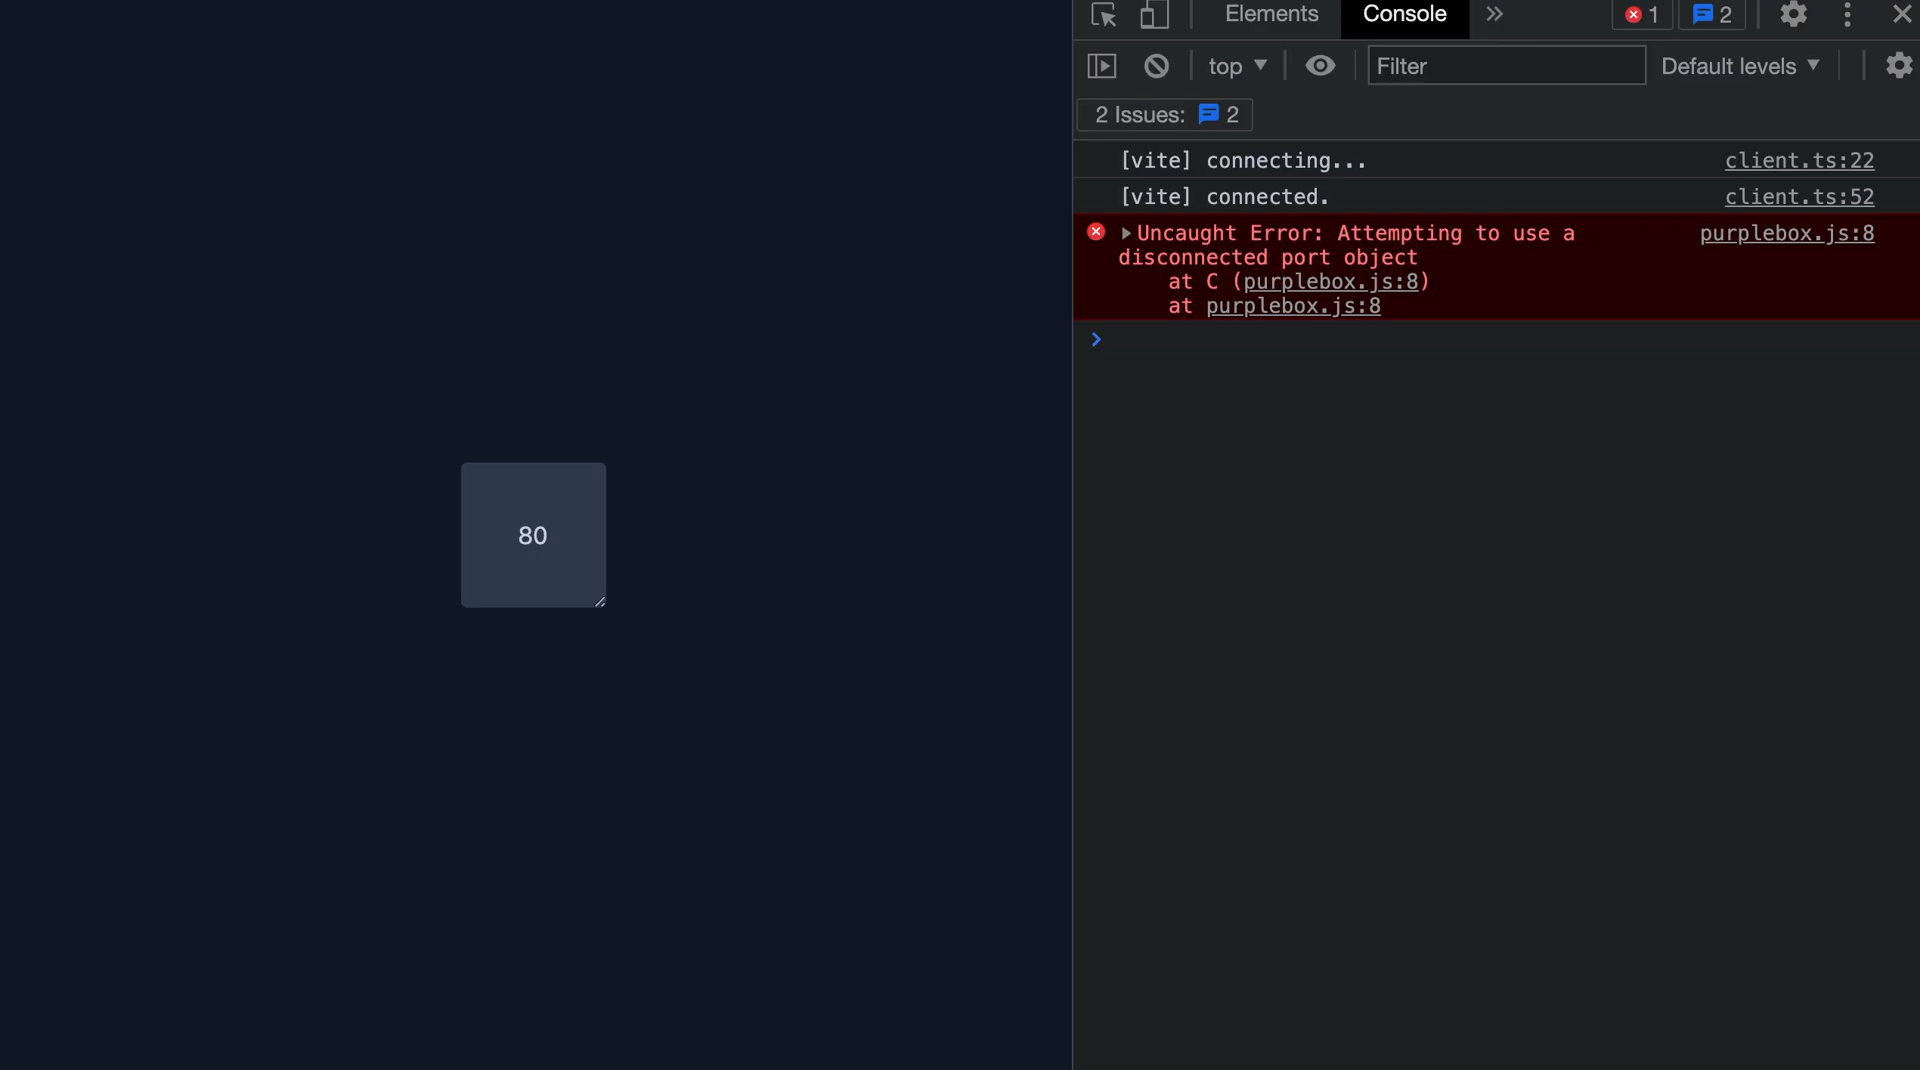 Elements Console 1 2
top Filter Default levels
2 Issues: 2
[vite] connecting... client.ts:22
[vite] connected. client.ts:52
Uncaught Error: Attempting to use a purplebox.js:8
disconnected port object
at C (purplebox.js:8)
at purplebox.js:8
80